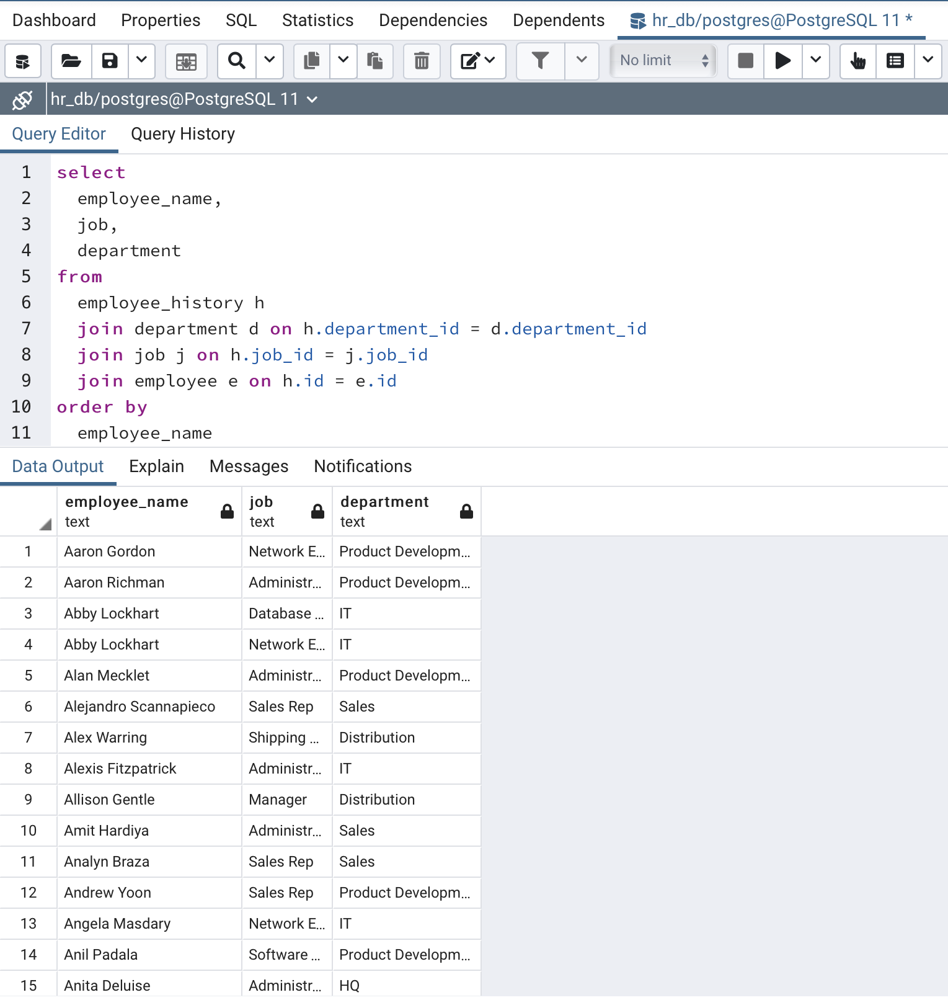 Dashboard Properties SQL Statistics Dependencies Dependents hr_db/postgres@PostgreSQL 11 *
No limit
hr_db/postgres@PostgreSQL 11
Query Editor Query History
1 select
2 employee_name,
3 job,
4 department
5 from
6 employee_history h
7 join department d on h.department_id = d.department_id
8 join job j on h.job_id = j.job_id
9 join employee e on h.id = e.id
10 order by
11 employee_name
Data Output Explain Messages Notifications
employee_name job department
text text text
1 Aaron Gordon Network E... Product Developm...
2 Aaron Richman Administr... Product Developm...
3 Abby Lockhart Database ... IT
4 Abby Lockhart Network E... IT
5 Alan Mecklet Administr... Product Developm...
6 Alejandro Scannapieco Sales Rep Sales
7 Alex Warring Shipping ... Distribution
8 Alexis Fitzpatrick Administr... IT
9 Allison Gentle Manager Distribution
10 Amit Hardiya Administr... Sales
11 Analyn Braza Sales Rep Sales
12 Andrew Yoon Sales Rep Product Developm...
13 Angela Masdary Network E... IT
14 Anil Padala Software ... Product Developm...
15 Anita Deluise Administr... HQ